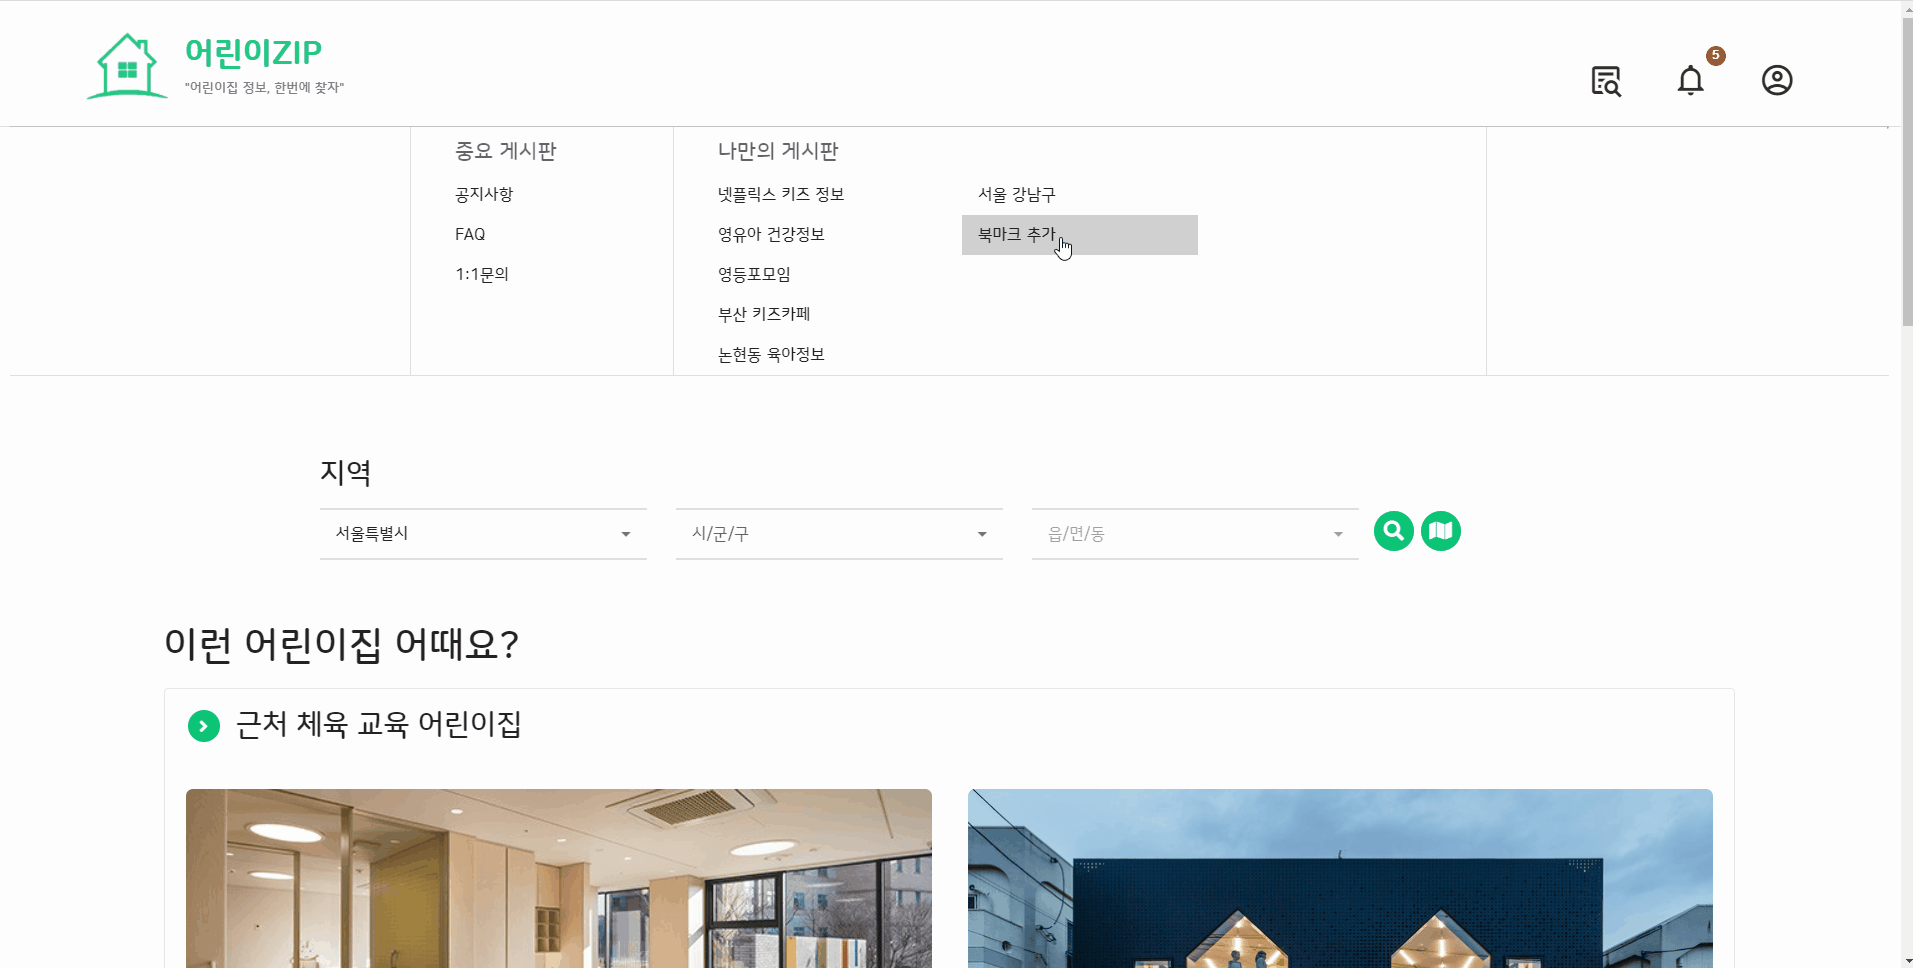 어린이ZIP
"어린이집 정보, 한번에 찾자"
5
중요 게시판
공지사항
FAQ
1:1문의
나만의 게시판
넷플릭스 키즈 정보
영유아 건강정보
영등포모임
부산 키즈카페
논현동 육아정보
서울 강남구
북마크 추가
지역
서울특별시
시/군/구
읍/면/동
이런 어린이집 어때요?
근처 체육 교육 어린이집